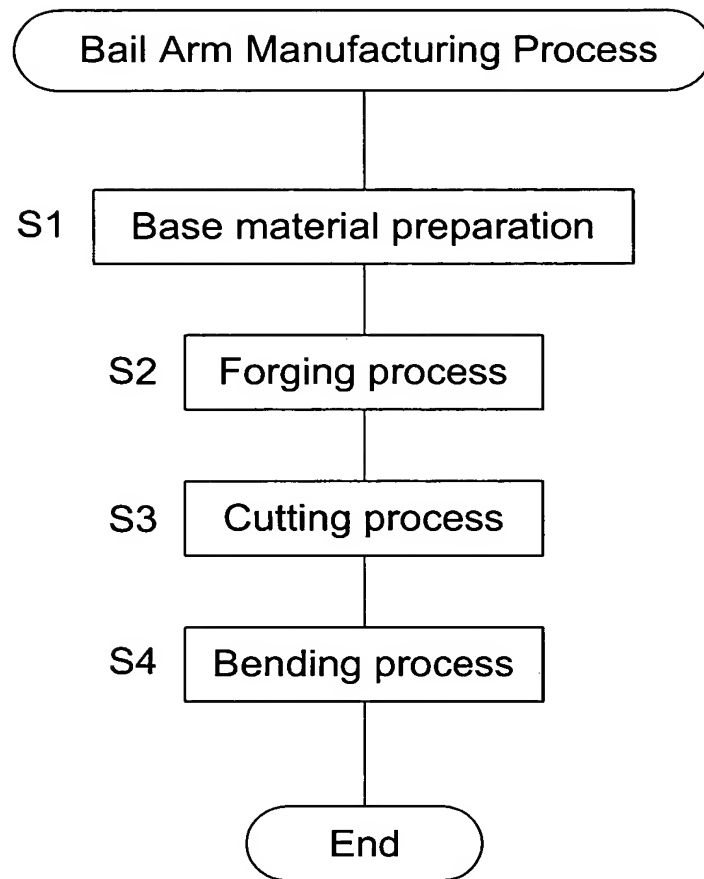 Bail Arm Manufacturing Process
S1 Base material preparation
S2 Forging process
S3 Cutting process
S4 Bending process
End